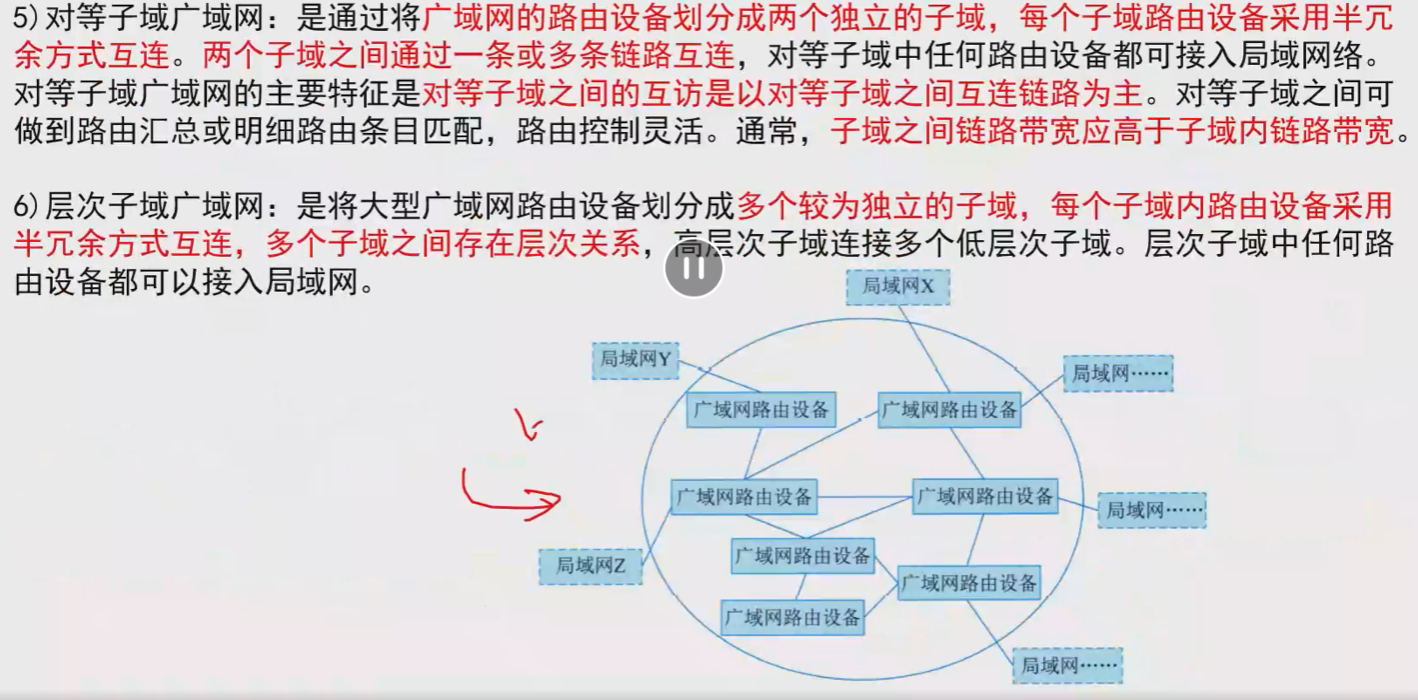 5)对等子域广域网：是通过将广域网的路由设备划分成两个独立的子域，每个子域路由设备采用半冗
余方式互连。两个子域之间通过一条或多条链路互连，对等子域中任何路由设备都可接入局域网络。
对等子域广域网的主要特征是对等子域之间的互访是以对等子域之间互连链路为主。对等子域之间可
做到路由汇总或明细路由条目匹配，路由控制灵活。通常，子域之间链路带宽应高于子域内链路带宽。
6)层次子域广域网：是将大型广域网路由设备划分成多个较为独立的子域，每个子域内路由设备采用
半冗余方式互连，多个子域之间存在层次关系，高层次子域连接多个低层次子域。层次子域中任何路
由设备都可以接入局域网。
局域网X
局域网Y
局域网……
广域网路由设备
广域网路由设备
广域网路由设备
广域网路由设备
局域网……
广域网路由设备
局域网Z
广域网路由设备
广域网路由设备
局域网……